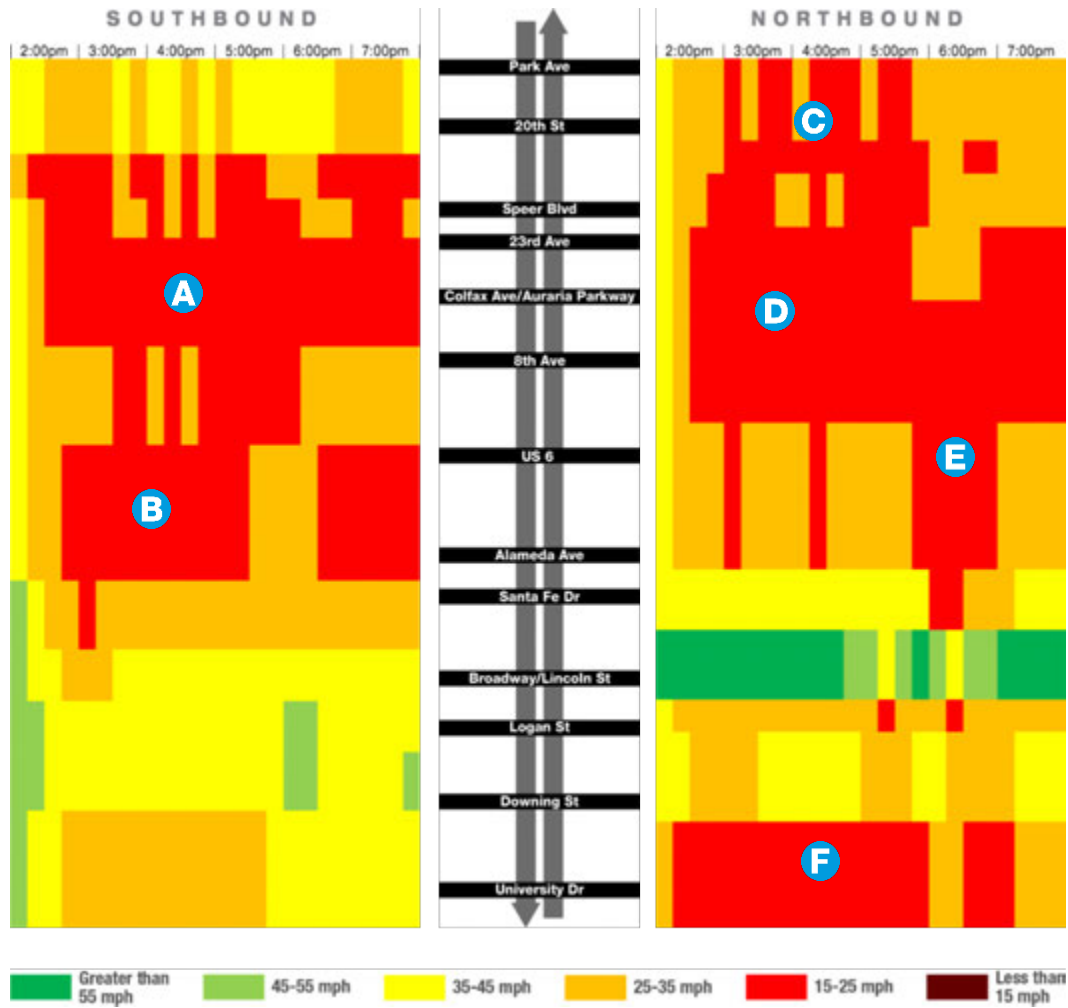 SOUTHBOUND
NORTHBOUND
2:00pm 3:00pm 4:00pm 5:00pm 6:00pm 7:00pm
2:00pm 3:00pm 4:00pm 5:00pm 6:00pm 7:00pm
Park Ave
20th St
Speer Blvd
23rd Ave
Colfax Ave/Auraria Parkway
8th Ave
US 6
Alameda Ave
Santa Fe Dr
Broadway/Lincoln St
Logan St
Downing St
University Dr
A
B
C
D
E
F
Greater than
55 mph
45-55 mph
35-45 mph
25-35 mph
15-25 mph
Less than
15 mph